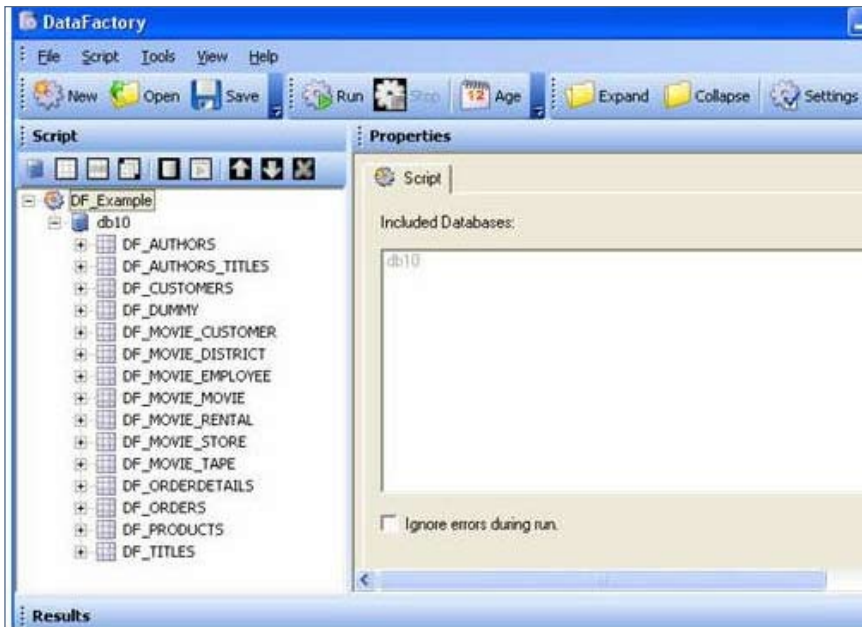 DataFactory
File Script Tools View Help
New Open Save Run Stop 12 Age Expand Collapse Settings
Script
Properties
Script
DF_Example
db10
DF_AUTHORS
DF_AUTHORS_TITLES
DF_CUSTOMERS
DF_DUMMY
DF_MOVIE_CUSTOMER
DF_MOVIE_DISTRICT
DF_MOVIE_EMPLOYEE
DF_MOVIE_MOVIE
DF_MOVIE_RENTAL
DF_MOVIE_STORE
DF_MOVIE_TAPE
DF_ORDERDETAILS
DF_ORDERS
DF_PRODUCTS
DF_TITLES
Included Databases:
db10
Ignore errors during run.
Results